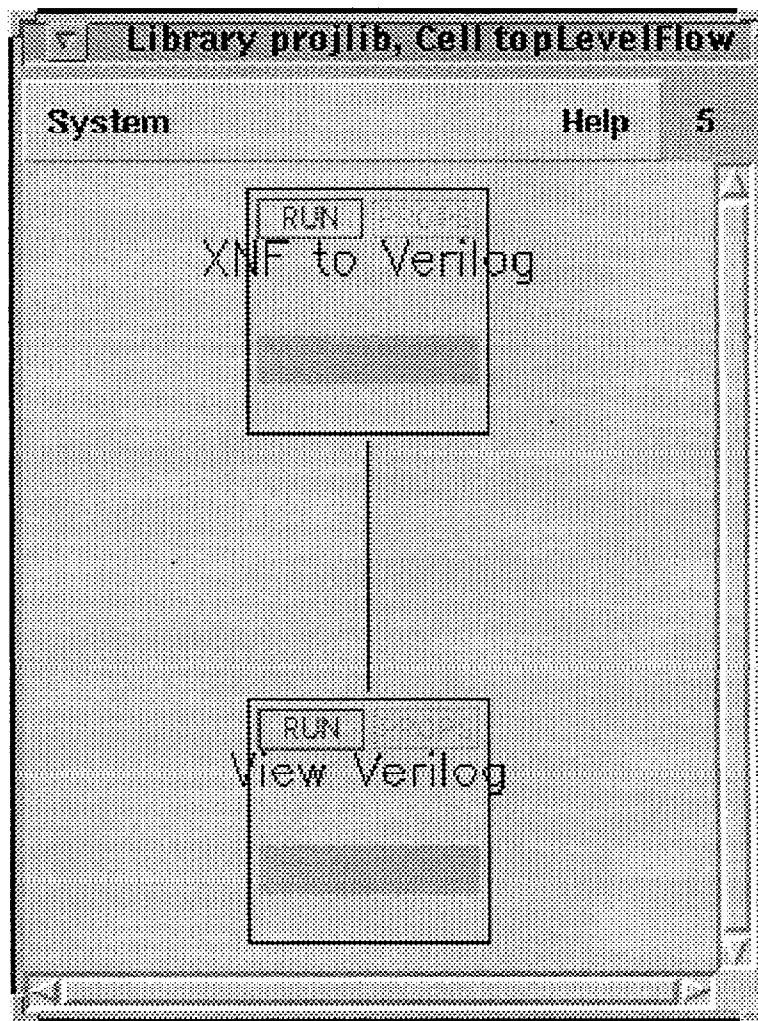 Library projlib, Cell topLevelFlow
System Help 5
RUN
XNF to Verilog
RUN
View Verilog